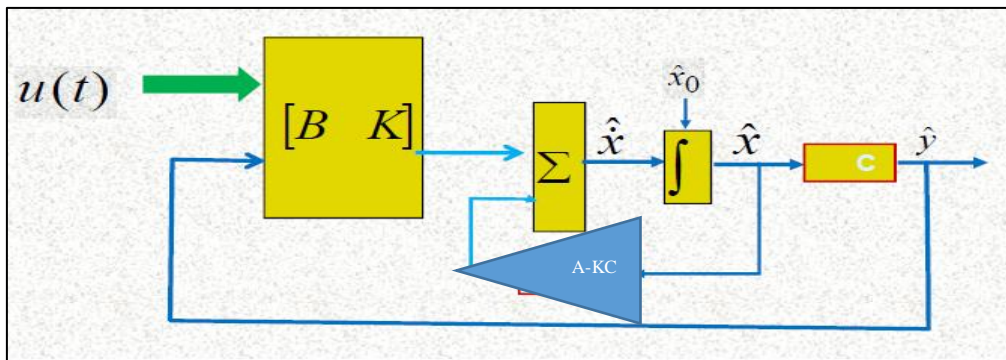 u(t)
[B K]
Σ
x̂̇
∫
x̂₀
x̂
C
ŷ
A-KC